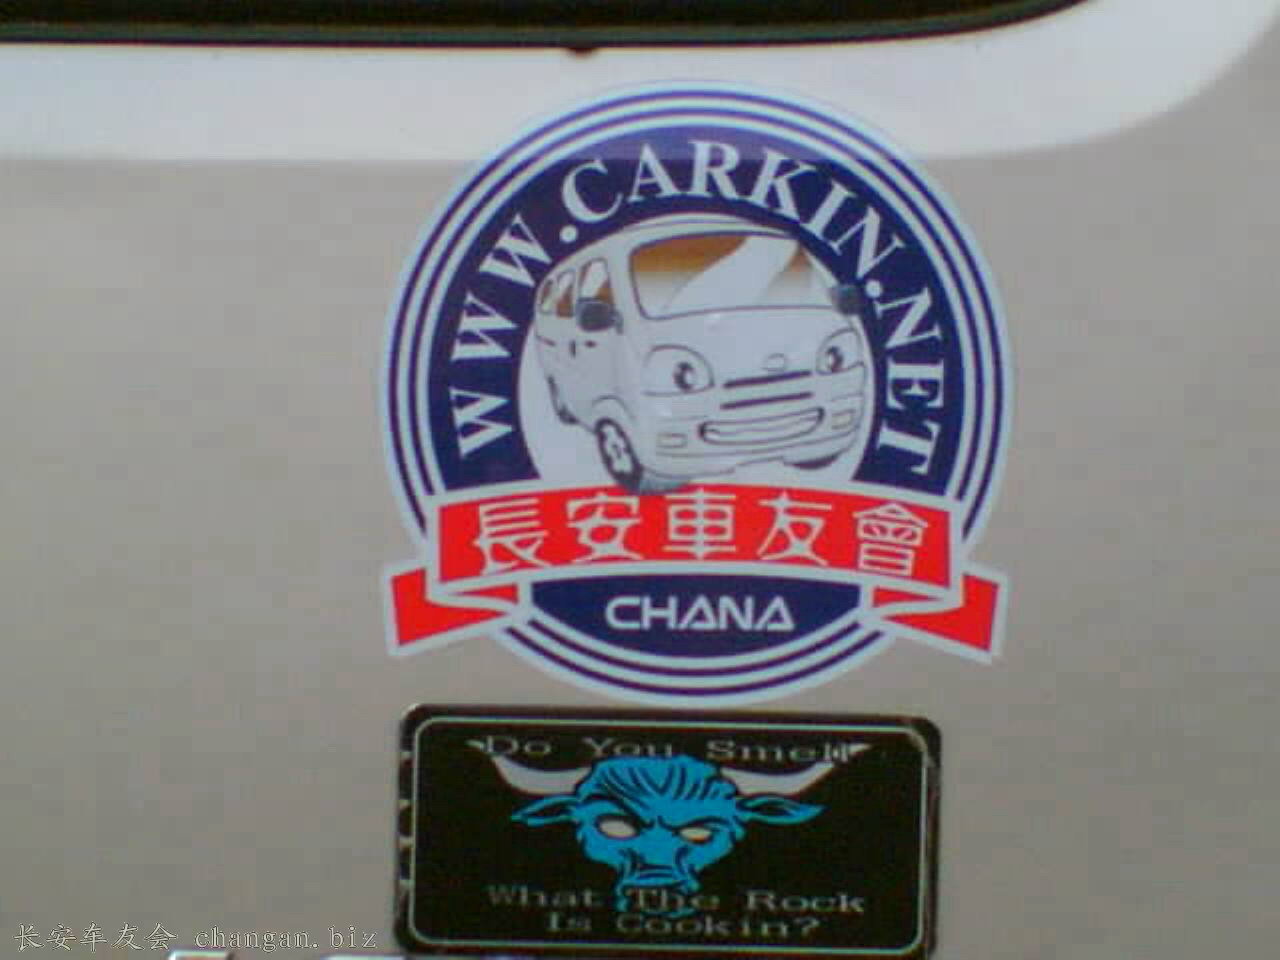 WWW.CARKIN.NET
長安車友會
CHANA
Do You Smell
What The Rock
Is Cookin?
长安车友会 changan.biz